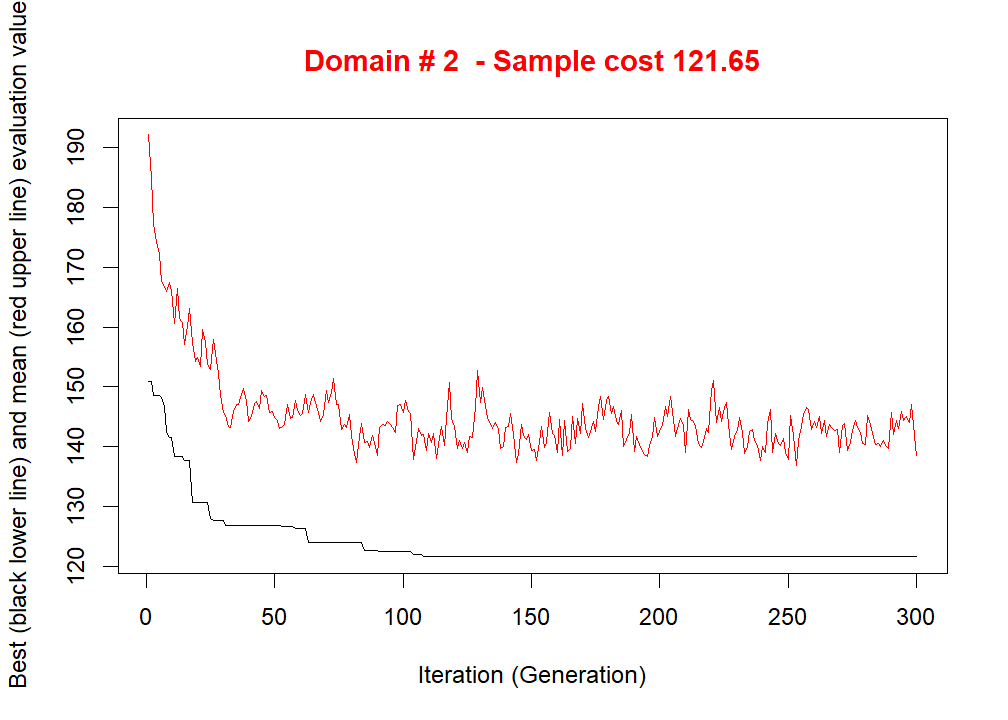 Domain # 2  - Sample cost 121.65
Best (black lower line) and mean (red upper line) evaluation value
190
180
170
160
150
140
130
120
0 50 100 150 200 250 300
Iteration (Generation)